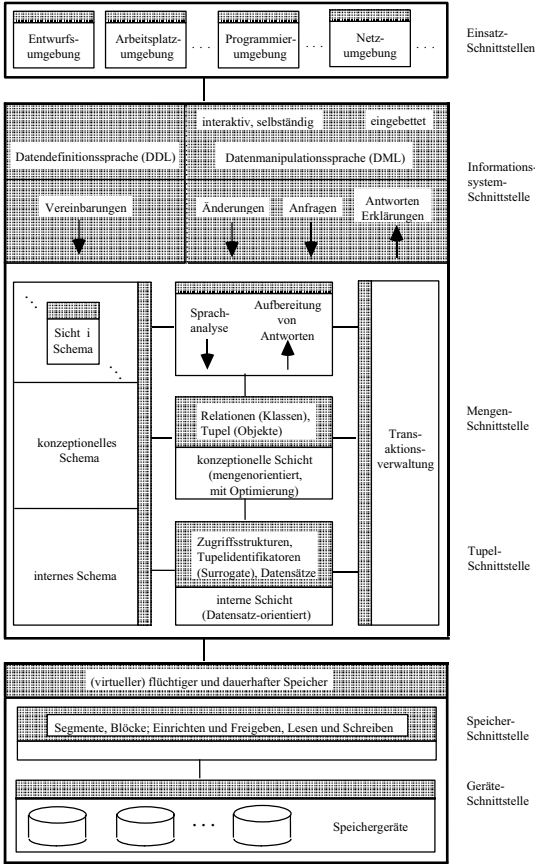 Entwurfs-
umgebung
Arbeitsplatz-
umgebung
. . .
Programmier-
umgebung
. . .
Netz-
umgebung
. . .
Einsatz-
Schnittstellen
interaktiv, selbständig
eingebettet
Datendefinitionssprache (DDL)
Datenmanipulationssprache (DML)
Informations-
system-
Schnittstelle
Vereinbarungen
Änderungen
Anfragen
Antworten
Erklärungen
. . .
Sicht i
Schema
. . .
Sprach-
analyse
Aufbereitung
von
Antworten
konzeptionelles
Schema
Relationen (Klassen),
Tupel (Objekte)
konzeptionelle Schicht
(mengenorientiert,
mit Optimierung)
Trans-
aktions-
verwaltung
Mengen-
Schnittstelle
internes Schema
Zugriffsstrukturen,
Tupelidentifikatoren
(Surrogate), Datensätze
interne Schicht
(Datensatz-orientiert)
Tupel-
Schnittstelle
(virtueller) flüchtiger und dauerhafter Speicher
Segmente, Blöcke; Einrichten und Freigeben, Lesen und Schreiben
Speicher-
Schnittstelle
Geräte-
Schnittstelle
. . .
Speichergeräte